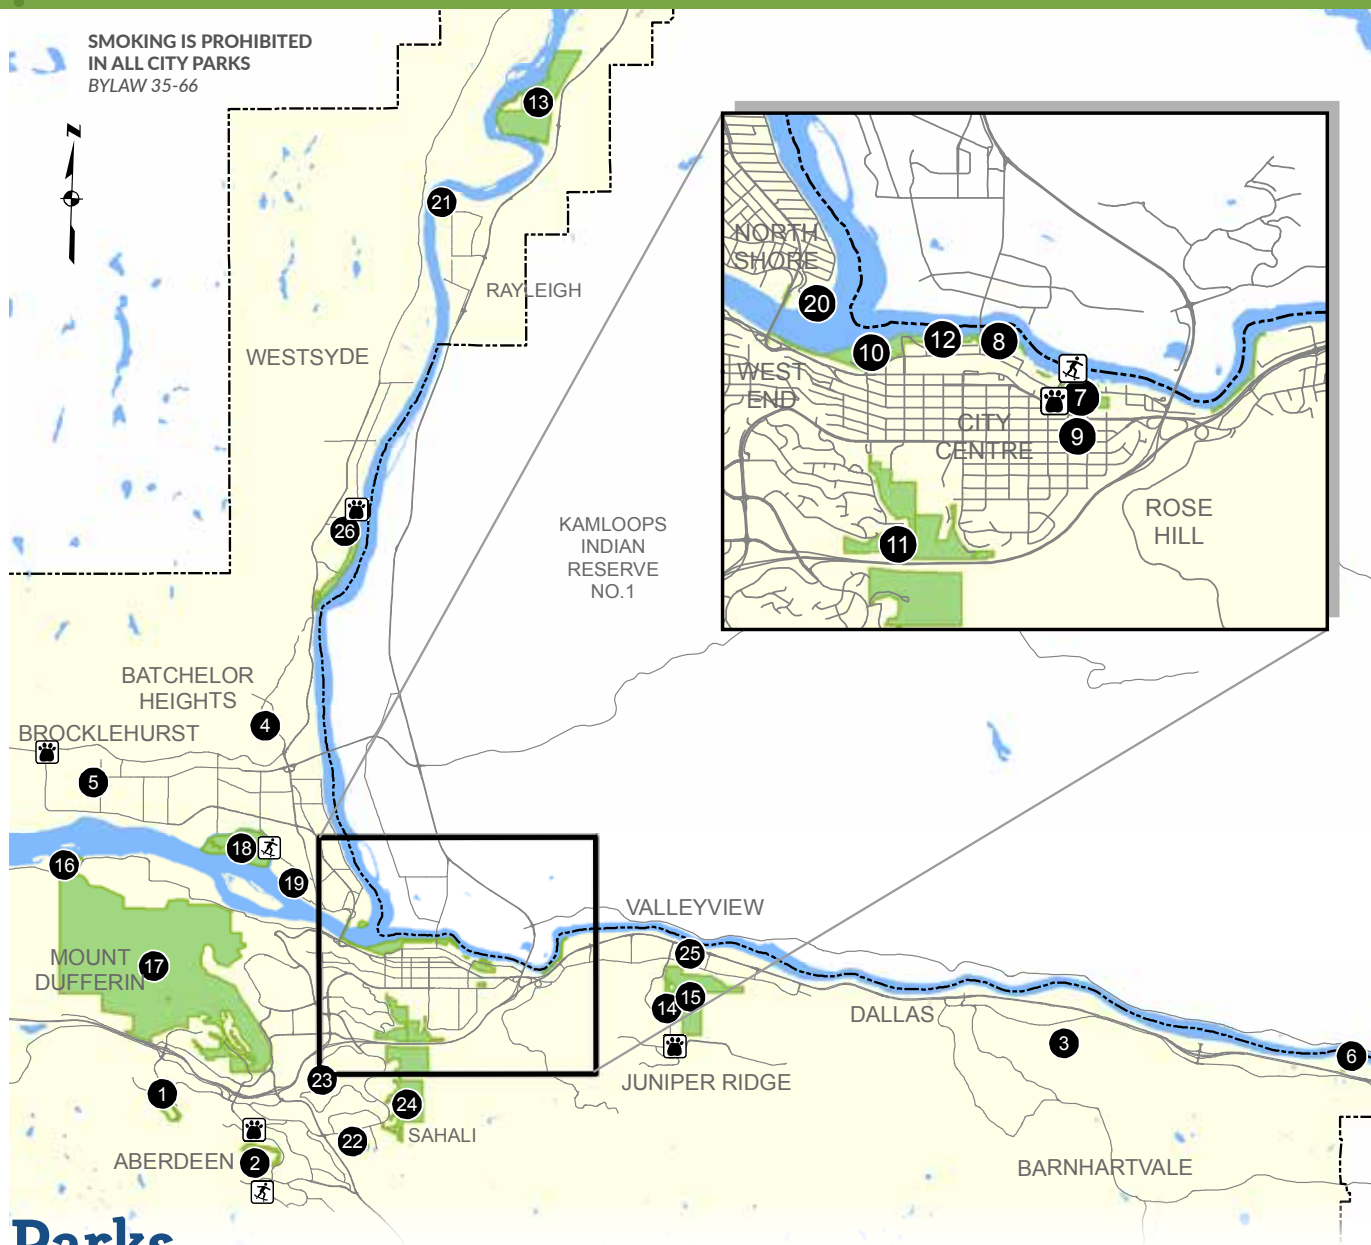 SMOKING IS PROHIBITED
IN ALL CITY PARKS
BYLAW 35-66
N
13
21
RAYLEIGH
WESTSYDE
26
KAMLOOPS
INDIAN
RESERVE
NO.1
NORTH
SHORE
20
10
12
8
WEST
END
7
CITY
CENTRE
9
ROSE
HILL
11
BATCHELOR
HEIGHTS
4
BROCKLEHURST
5
18
16
19
VALLEYVIEW
25
MOUNT
DUFFERIN
17
14
15
DALLAS
3
6
JUNIPER RIDGE
23
1
24
SAHALI
22
ABERDEEN
2
BARNHARTVALE
Parks